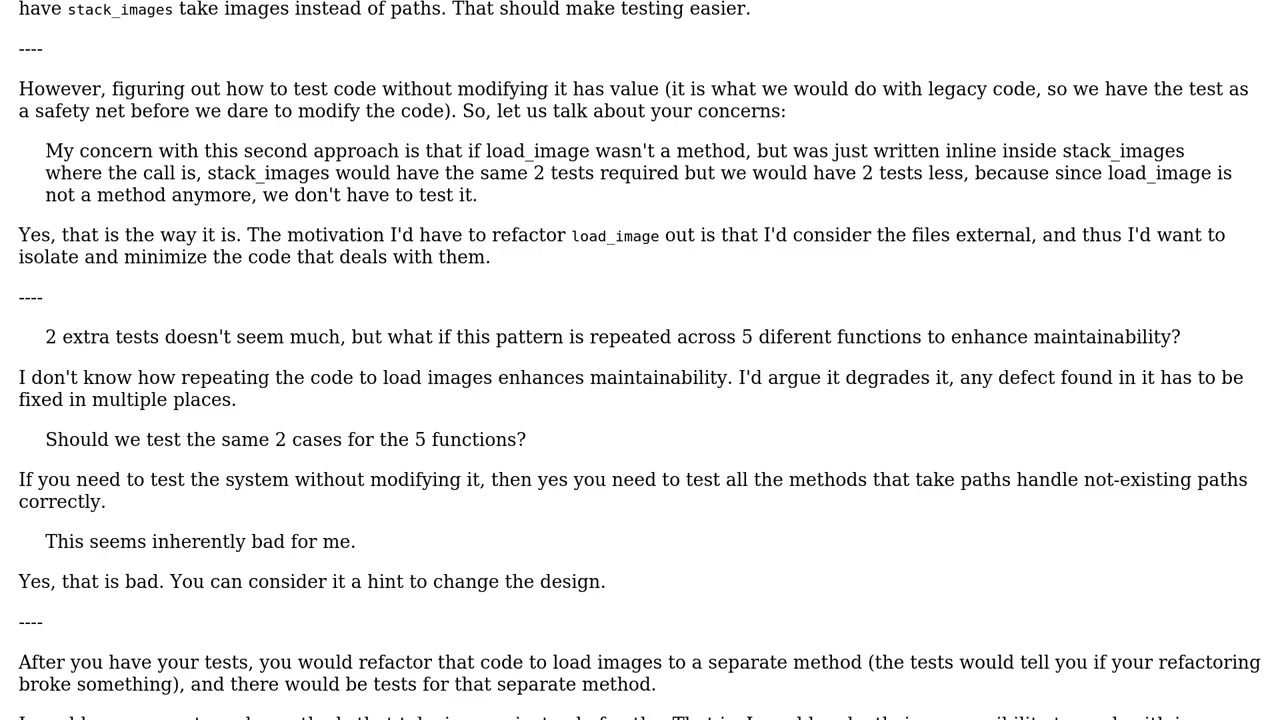 have stack_images take images instead of paths. That should make testing easier.
----
However, figuring out how to test code without modifying it has value (it is what we would do with legacy code, so we have the test as
a safety net before we dare to modify the code). So, let us talk about your concerns:
My concern with this second approach is that if load_image wasn't a method, but was just written inline inside stack_images
where the call is, stack_images would have the same 2 tests required but we would have 2 tests less, because since load_image is
not a method anymore, we don't have to test it.
Yes, that is the way it is. The motivation I'd have to refactor load_image out is that I'd consider the files external, and thus I'd want to
isolate and minimize the code that deals with them.
----
2 extra tests doesn't seem much, but what if this pattern is repeated across 5 diferent functions to enhance maintainability?
I don't know how repeating the code to load images enhances maintainability. I'd argue it degrades it, any defect found in it has to be
fixed in multiple places.
Should we test the same 2 cases for the 5 functions?
If you need to test the system without modifying it, then yes you need to test all the methods that take paths handle not-existing paths
correctly.
This seems inherently bad for me.
Yes, that is bad. You can consider it a hint to change the design.
----
After you have your tests, you would refactor that code to load images to a separate method (the tests would tell you if your refactoring
broke something), and there would be tests for that separate method.